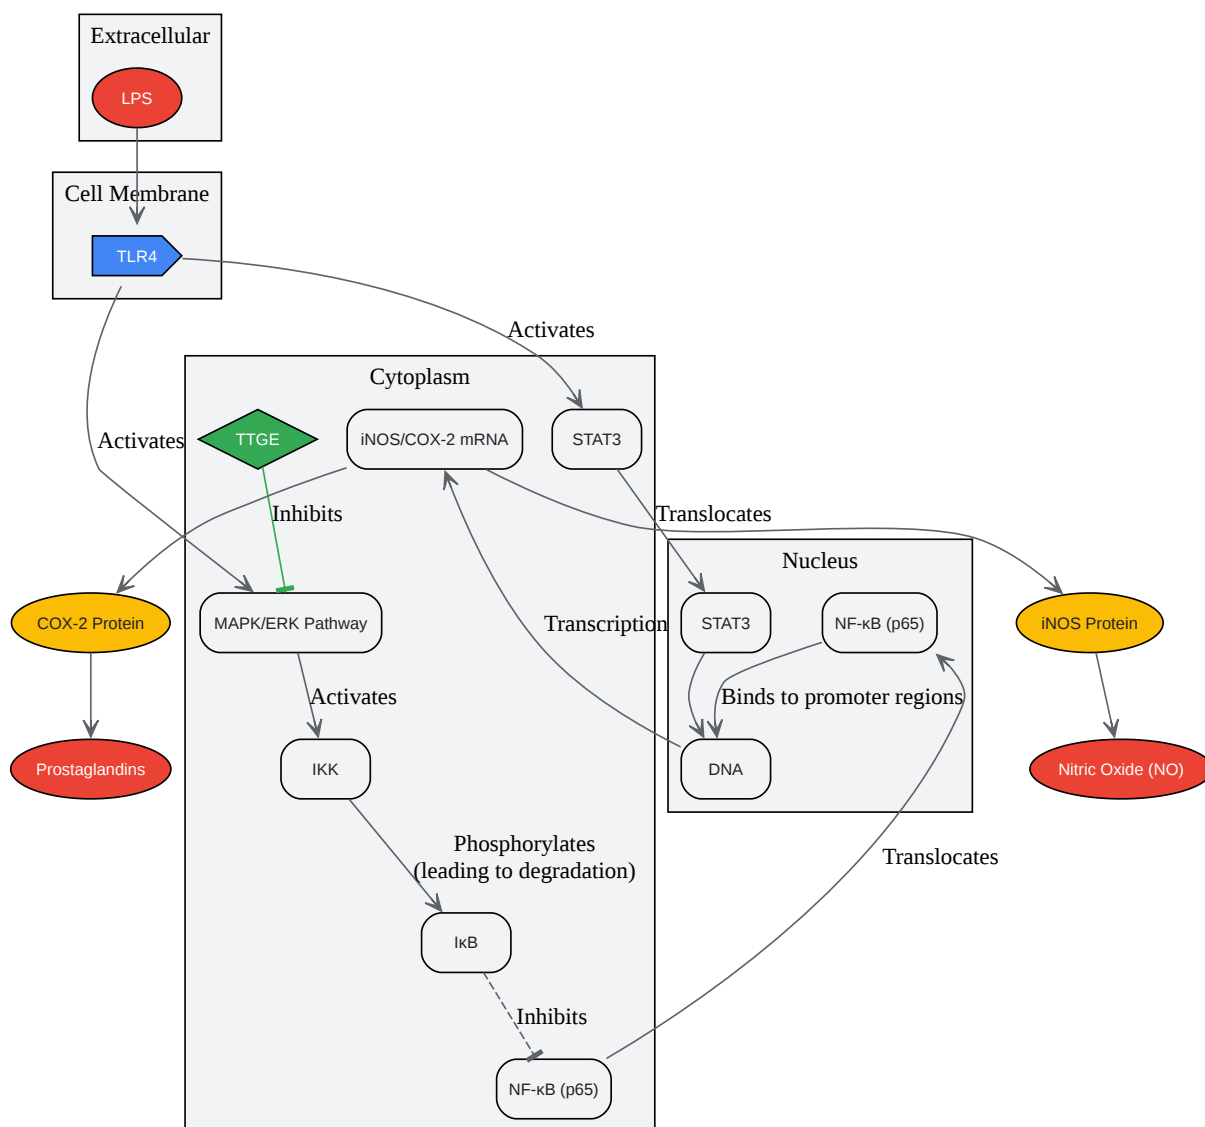 Extracellular
LPS
Cell Membrane
TLR4
Activates
Cytoplasm
TTGE
iNOS/COX-2 mRNA
STAT3
Activates
Inhibits
Translocates
Nucleus
COX-2 Protein
MAPK/ERK Pathway
Transcription
STAT3
NF-κB (p65)
iNOS Protein
Activates
Binds to promoter regions
Prostaglandins
IKK
DNA
Nitric Oxide (NO)
Phosphorylates
(leading to degradation)
Translocates
IκB
Inhibits
NF-κB (p65)